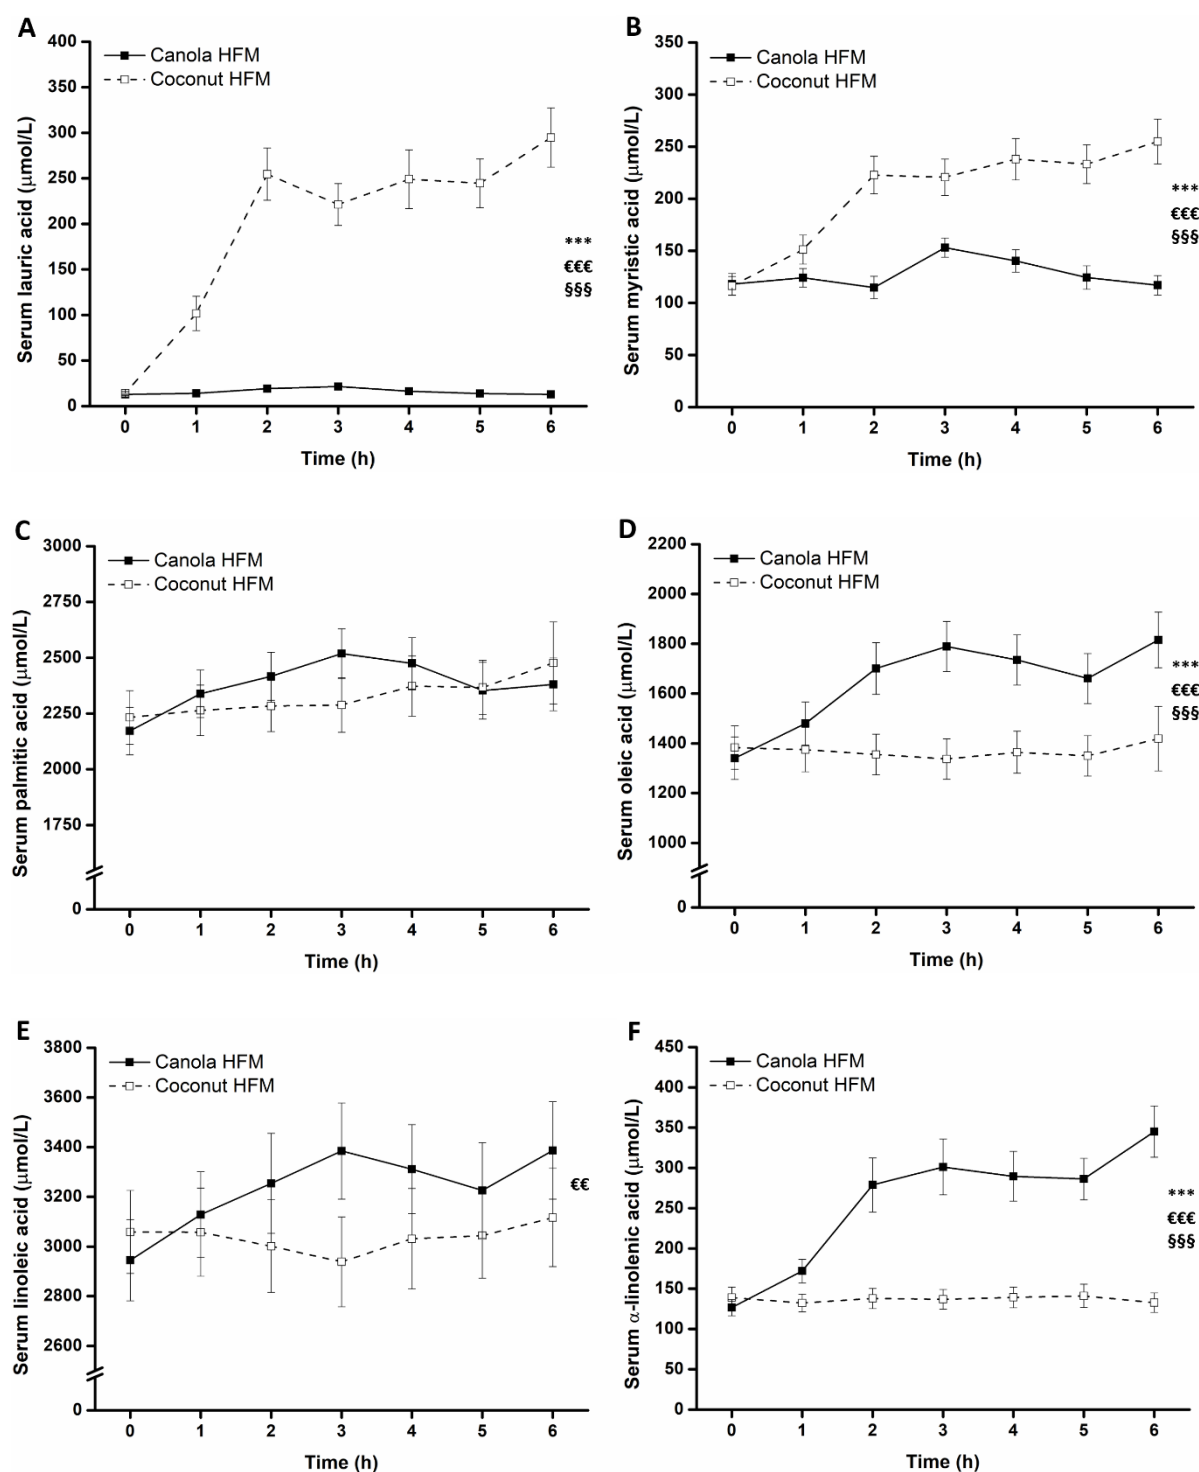 A
Canola HFM
Coconut HFM
Serum lauric acid (μmol/L)
400
350
300
250
200
150
100
50
0
***
€€€
§§§
0 1 2 3 4 5 6
Time (h)
B
Canola HFM
Coconut HFM
Serum myristic acid (μmol/L)
350
300
250
200
150
100
50
0
***
€€€
§§§
0 1 2 3 4 5 6
Time (h)
C
Canola HFM
Coconut HFM
Serum palmitic acid (μmol/L)
3000
2750
2500
2250
2000
1750
0
0 1 2 3 4 5 6
Time (h)
D
Canola HFM
Coconut HFM
Serum oleic acid (μmol/L)
2200
2000
1800
1600
1400
1200
1000
0
***
€€€
§§§
0 1 2 3 4 5 6
Time (h)
E
Canola HFM
Coconut HFM
Serum linoleic acid (μmol/L)
3800
3600
3400
3200
3000
2800
2600
0
€€
0 1 2 3 4 5 6
Time (h)
F
Canola HFM
Coconut HFM
Serum α-linolenic acid (μmol/L)
450
400
350
300
250
200
150
100
50
0
***
€€€
§§§
0 1 2 3 4 5 6
Time (h)